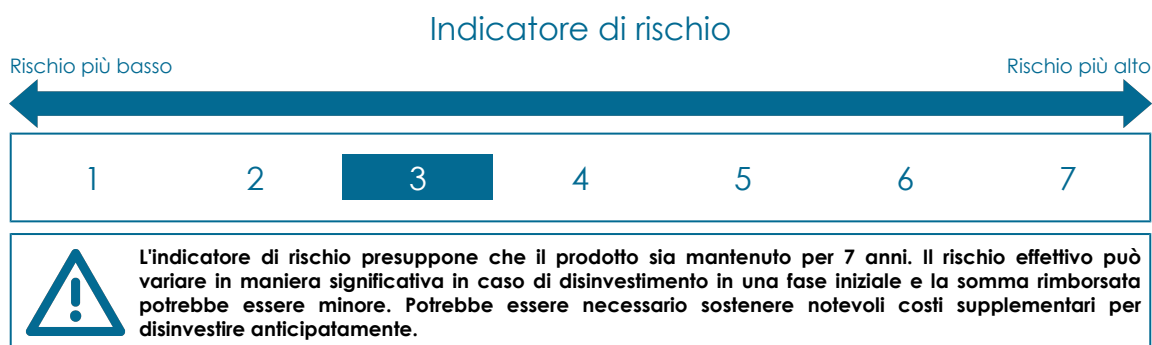 Indicatore di rischio
Rischio più basso
Rischio più alto
1 2 3 4 5 6 7
L'indicatore di rischio presuppone che il prodotto sia mantenuto per 7 anni. Il rischio effettivo può
variare in maniera significativa in caso di disinvestimento in una fase iniziale e la somma rimborsata
potrebbe essere minore. Potrebbe essere necessario sostenere notevoli costi supplementari per
disinvestire anticipatamente.